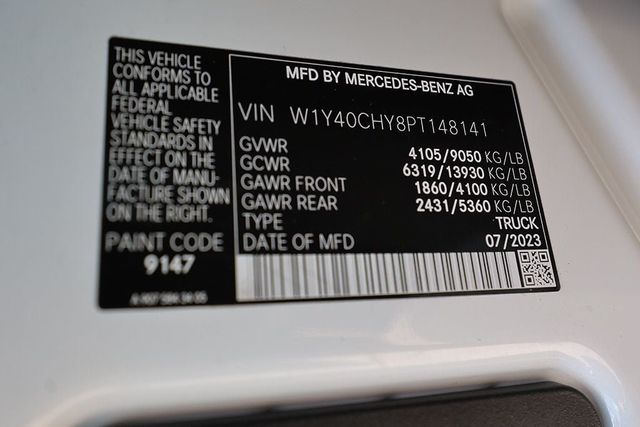 THIS VEHICLE
CONFORMS TO
ALL APPLICABLE
FEDERAL
VEHICLE SAFETY
STANDARDS IN
EFFECT ON THE
DATE OF MANU-
FACTURE SHOWN
ON THE RIGHT.
PAINT CODE
9147
MFD BY MERCEDES-BENZ AG
VIN W1Y40CHY8PT148141
GVWR 4105/9050 KG/LB
GCWR 6319/13930 KG/LB
GAWR FRONT 1860/4100 KG/LB
GAWR REAR 2431/5360 KG/LB
TYPE TRUCK
DATE OF MFD 07/2023